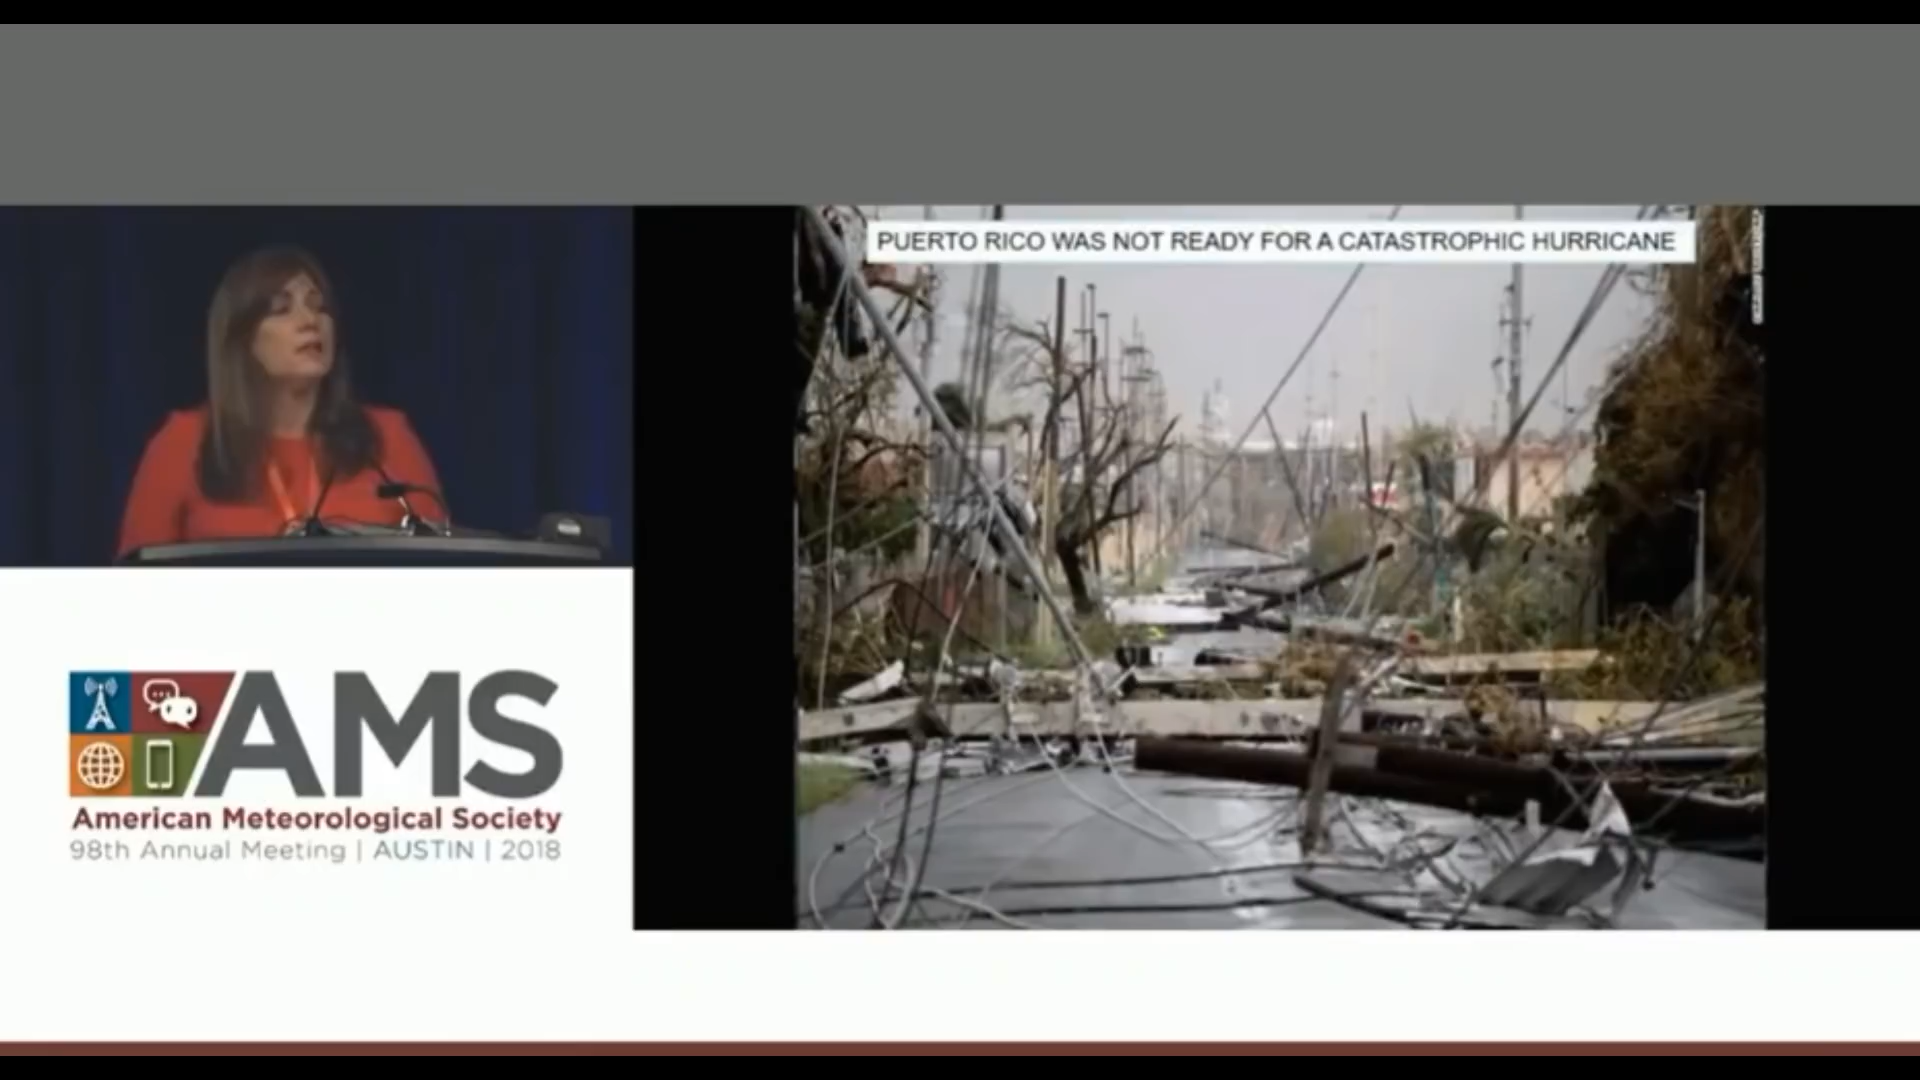 PUERTO RICO WAS NOT READY FOR A CATASTROPHIC HURRICANE
AMS
American Meteorological Society
98th Annual Meeting | AUSTIN | 2018